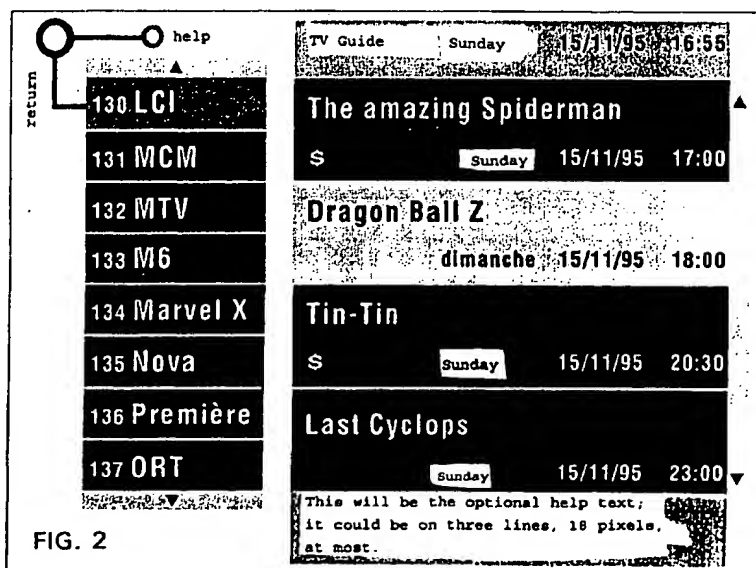 help
return
130 LCI
131 MCM
132 MTV
133 M6
134 Marvel X
135 Nova
136 Première
137 ORT
TV Guide Sunday 15/11/95 16:55
The amazing Spiderman
$ Sunday 15/11/95 17:00
Dragon Ball Z
dimanche 15/11/95 18:00
Tin-Tin
$ Sunday 15/11/95 20:30
Last Cyclops
Sunday 15/11/95 23:00
This will be the optional help text;
it could be on three lines, 18 pixels,
at most.
FIG. 2